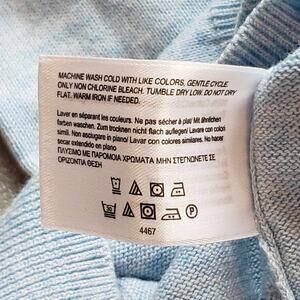 MACHINE WASH COLD WITH LIKE COLORS, GENTLE CYCLE
ONLY NON CHLORINE BLEACH. TUMBLE DRY LOW. DO NOT DRY
FLAT. WARM IRON IF NEEDED.
Laver en séparant les couleurs. Ne pas sécher à plat/ Mit ähnlichen
farben waschen. Zum trocknen nicht flach auflegen/ Lavare con colori
simili. Non asciugare in piano/ Lavar con colores similares. No
secar extendido en plano
ΠΛΥΣΙΜΟ ΜΕ ΠΑΡΟΜΟΙΑ ΧΡΩΜΑΤΑ ΜΗΝ ΣΤΕΓΝΩΝΕΤΕ ΣΕ
ΟΡΙΖΟΝΤΙΑ ΘΕΣΗ
4467